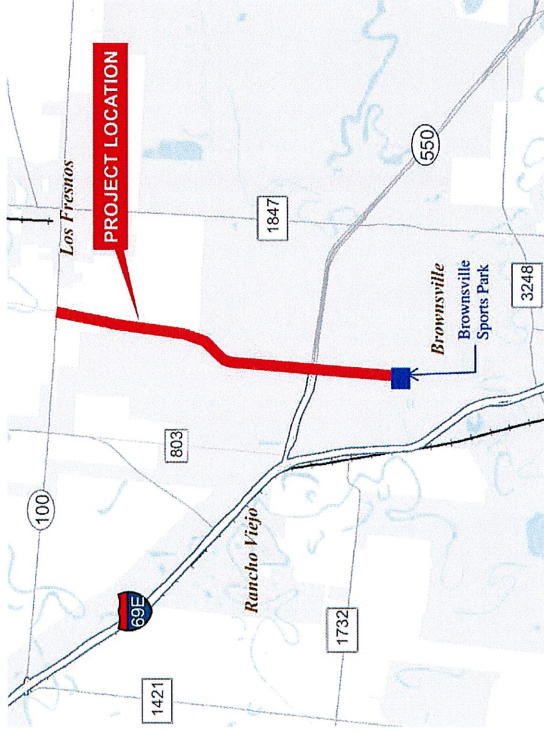 100
Los Fresnos
PROJECT LOCATION
69E
1421
803
Rancho Viejo
1847
1732
550
Brownsville
Brownsville
Sports Park
3248